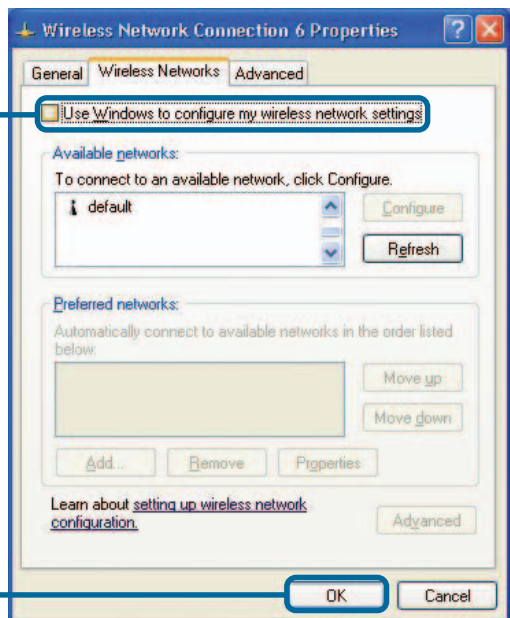 Wireless Network Connection 6 Properties
General Wireless Networks Advanced
Use Windows to configure my wireless network settings
Available networks:
To connect to an available network, click Configure.
default
Configure
Refresh
Preferred networks:
Automatically connect to available networks in the order listed
below:
Move up
Move down
Add... Remove Properties
Learn about setting up wireless network
configuration.
Advanced
OK Cancel